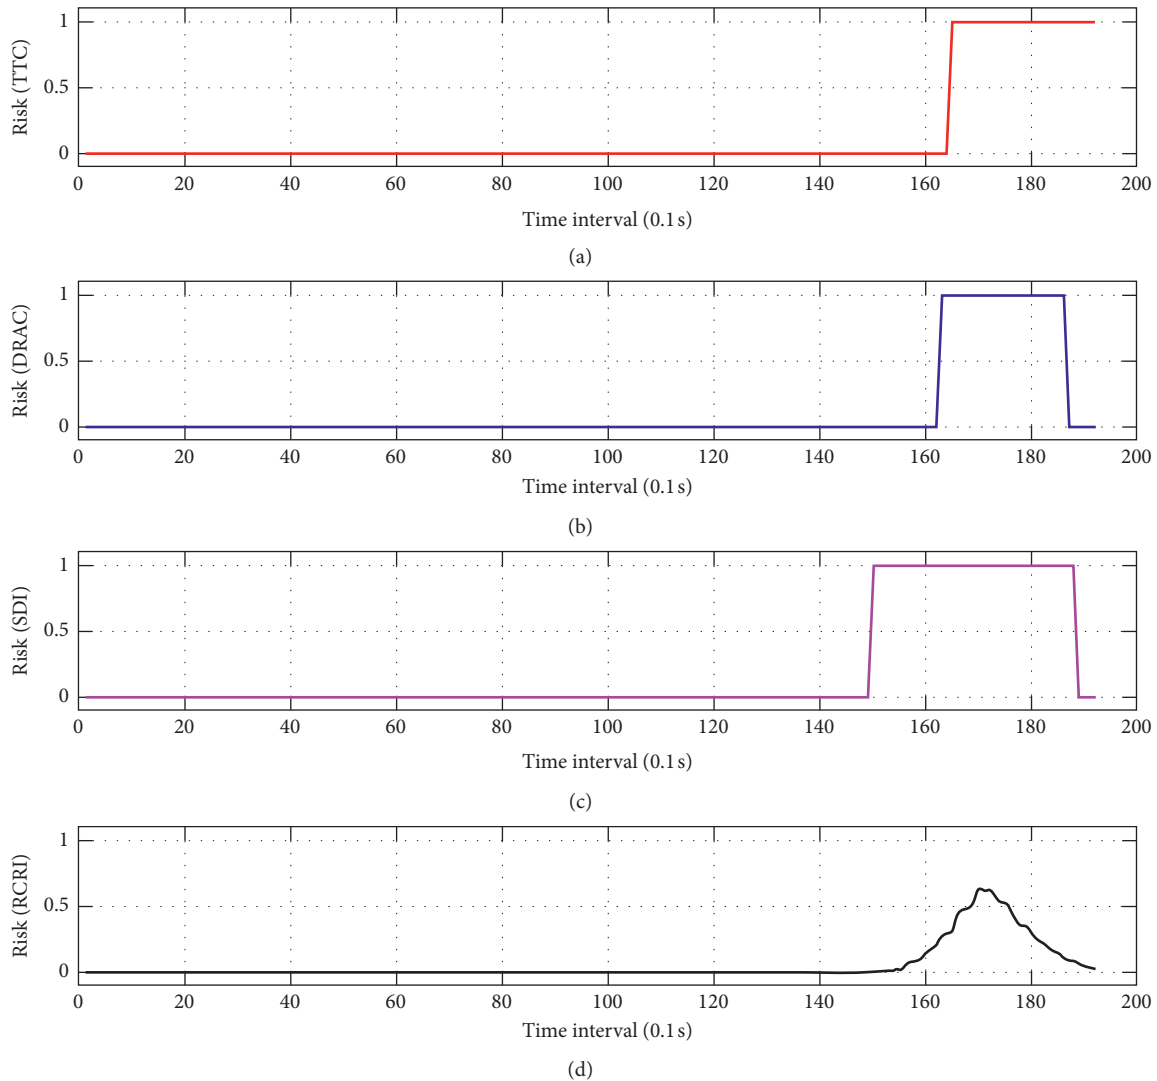 Risk (TTC)
1
0.5
0
0 20 40 60 80 100 120 140 160 180 200
Time interval (0.1 s)
(a)
Risk (DRAC)
1
0.5
0
0 20 40 60 80 100 120 140 160 180 200
Time interval (0.1 s)
(b)
Risk (SDI)
1
0.5
0
0 20 40 60 80 100 120 140 160 180 200
Time interval (0.1 s)
(c)
Risk (RCRI)
1
0.5
0
0 20 40 60 80 100 120 140 160 180 200
Time interval (0.1 s)
(d)